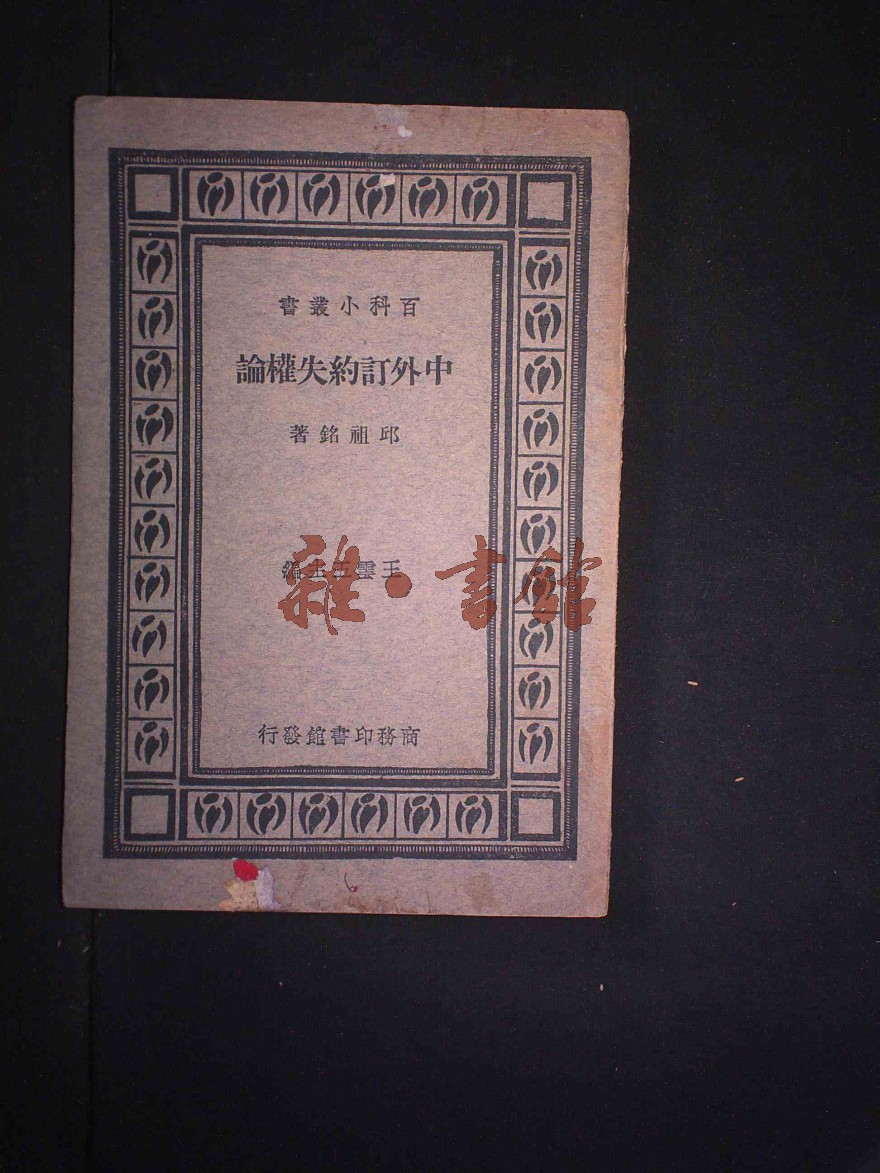 百科小叢書
中外訂約失權論
邱祖銘著
王雲五主編
雜·書館
商務印書館發行